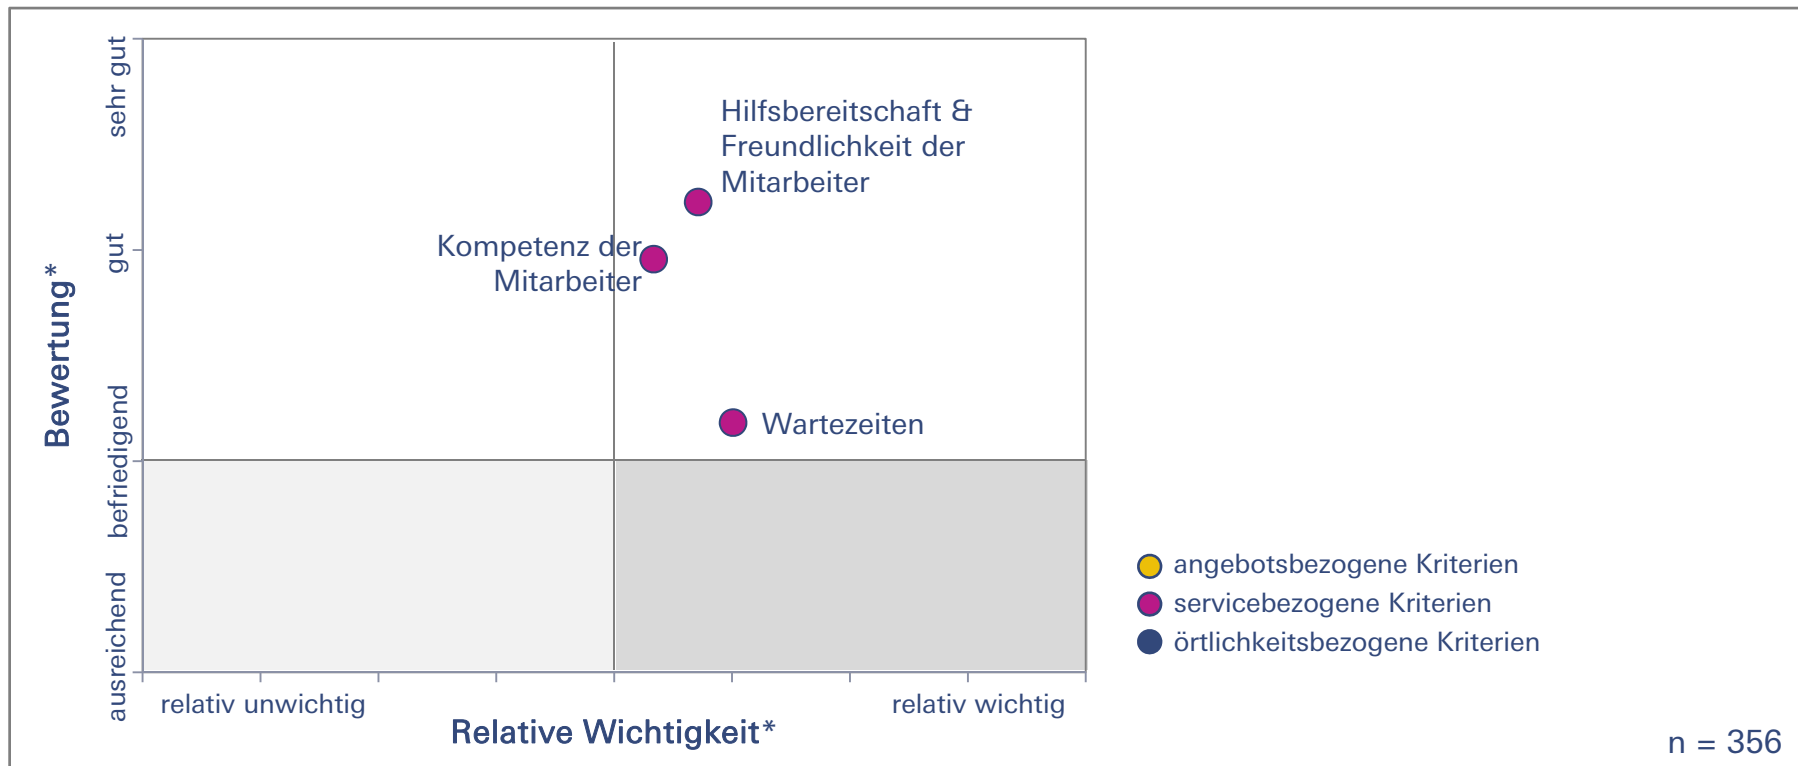 sehr gut
Hilfsbereitschaft &
Freundlichkeit der
Mitarbeiter
gut
Kompetenz der
Mitarbeiter
Bewertung*
befriedigend
Wartezeiten
ausreichend
angebotsbezogene Kriterien
servicebezogene Kriterien
örtlichkeitsbezogene Kriterien
relativ unwichtig
relativ wichtig
Relative Wichtigkeit*
n = 356